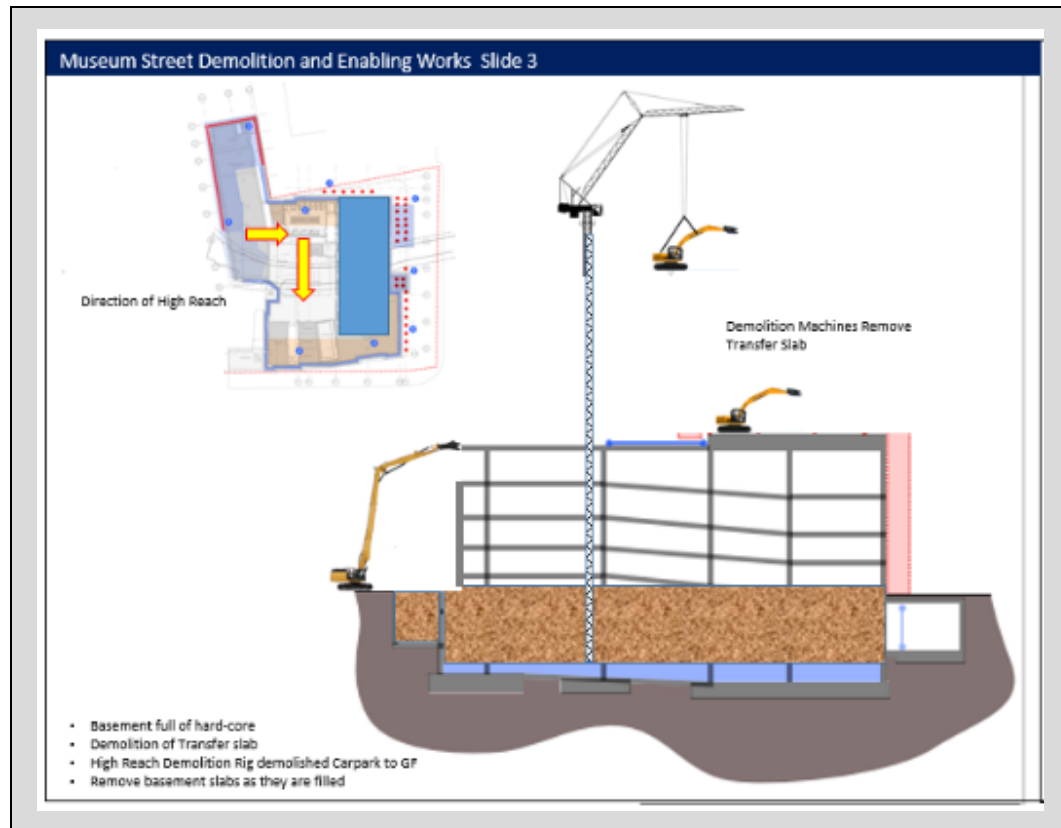 Museum Street Demolition and Enabling Works Slide 3
Direction of High Reach
Demolition Machines Remove
Transfer Slab
• Basement full of hard-core
• Demolition of Transfer slab
• High Reach Demolition Rig demolished Carpark to GF
• Remove basement slabs as they are filled